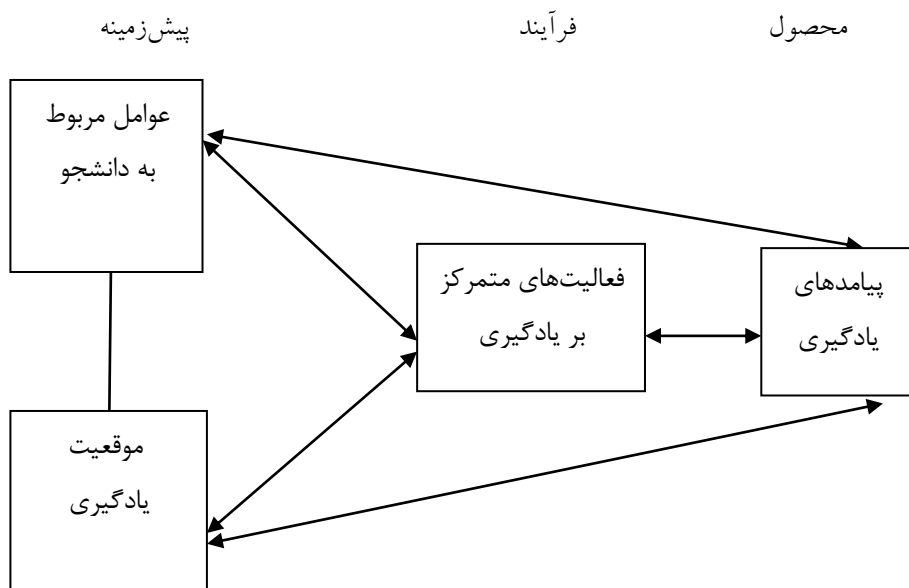 پیش‌زمینه
فرآیند
محصول
عوامل مربوط
به دانشجو
فعالیت‌های متمرکز
بر یادگیری
پیامدهای
یادگیری
موقعیت
یادگیری